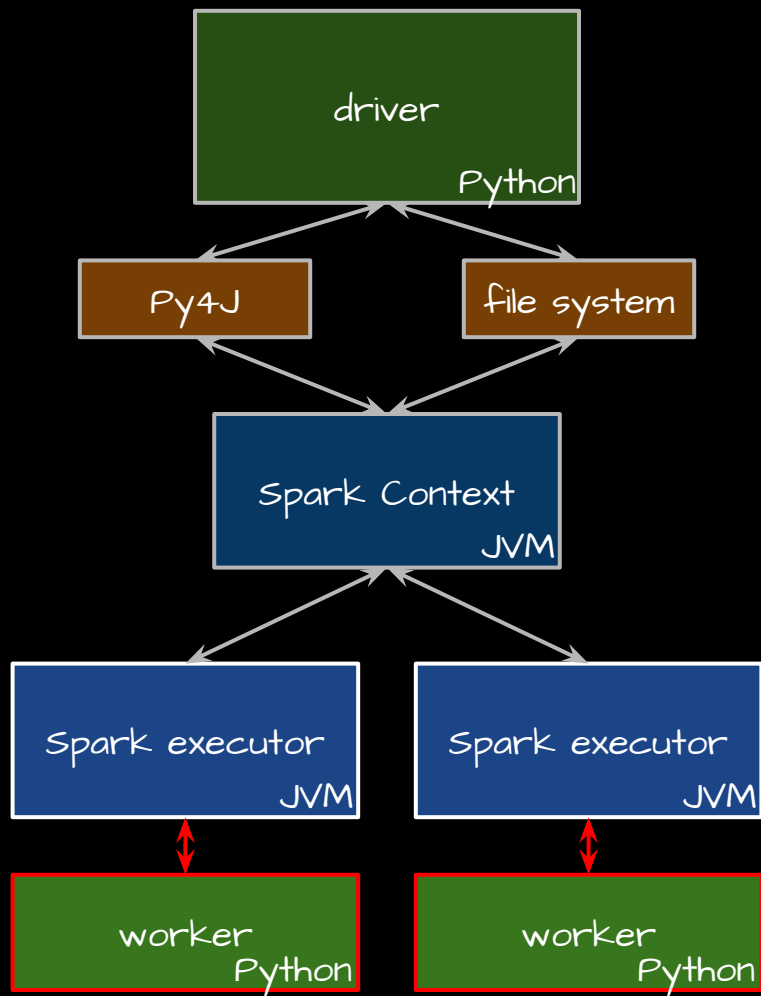 driver
Python
Py4J
file system
Spark Context
JVM
Spark executor
JVM
Spark executor
JVM
worker
Python
worker
Python